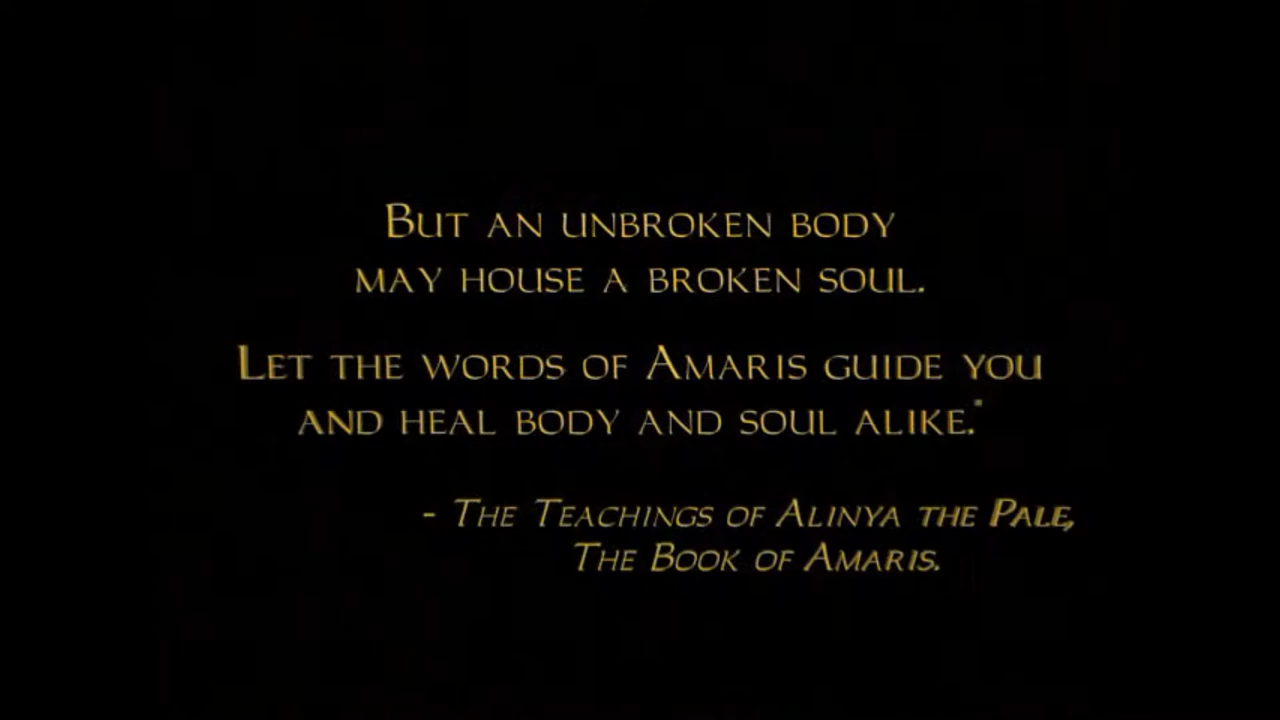 But an unbroken body
may house a broken soul.
Let the words of Amaris guide you
and heal body and soul alike."
- The Teachings of Alinya the Pale,
The Book of Amaris.